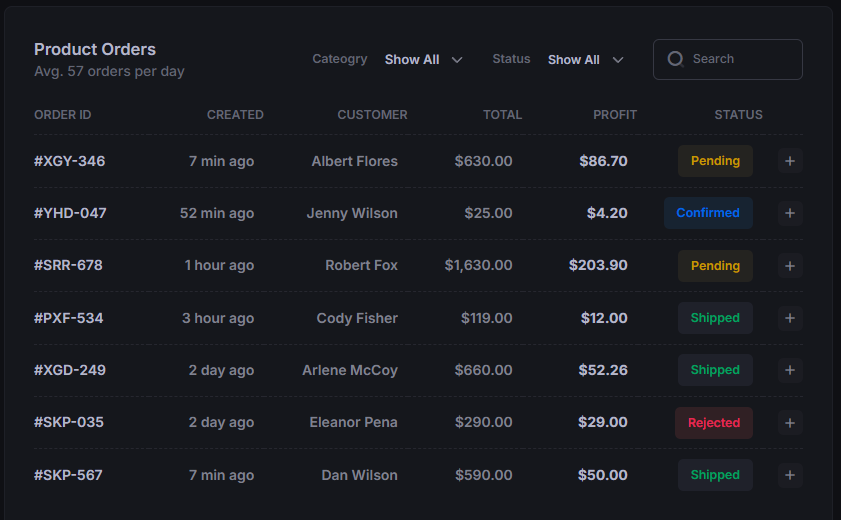 Product Orders
Avg. 57 orders per day
Cateogry Show All Status Show All Search
ORDER ID CREATED CUSTOMER TOTAL PROFIT STATUS
#XGY-346 7 min ago Albert Flores $630.00 $86.70 Pending +
#YHD-047 52 min ago Jenny Wilson $25.00 $4.20 Confirmed +
#SRR-678 1 hour ago Robert Fox $1,630.00 $203.90 Pending +
#PXF-534 3 hour ago Cody Fisher $119.00 $12.00 Shipped +
#XGD-249 2 day ago Arlene McCoy $660.00 $52.26 Shipped +
#SKP-035 2 day ago Eleanor Pena $290.00 $29.00 Rejected +
#SKP-567 7 min ago Dan Wilson $590.00 $50.00 Shipped +